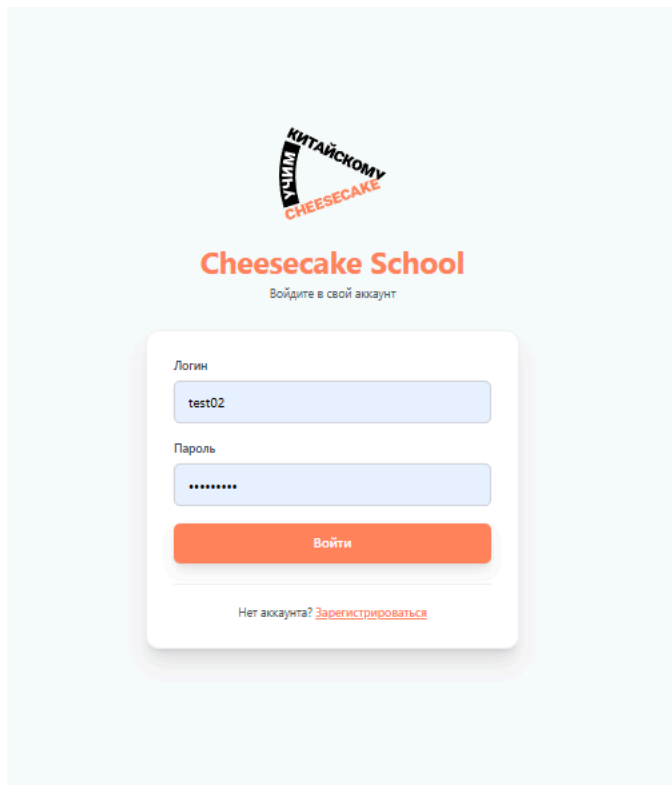 УЧИМ
КИТАЙСКОМУ
CHEESECAKE
Cheesecake School
Войдите в свой аккаунт
Логин
test02
Пароль
•••••••••
Войти
Нет аккаунта? Зарегистрироваться